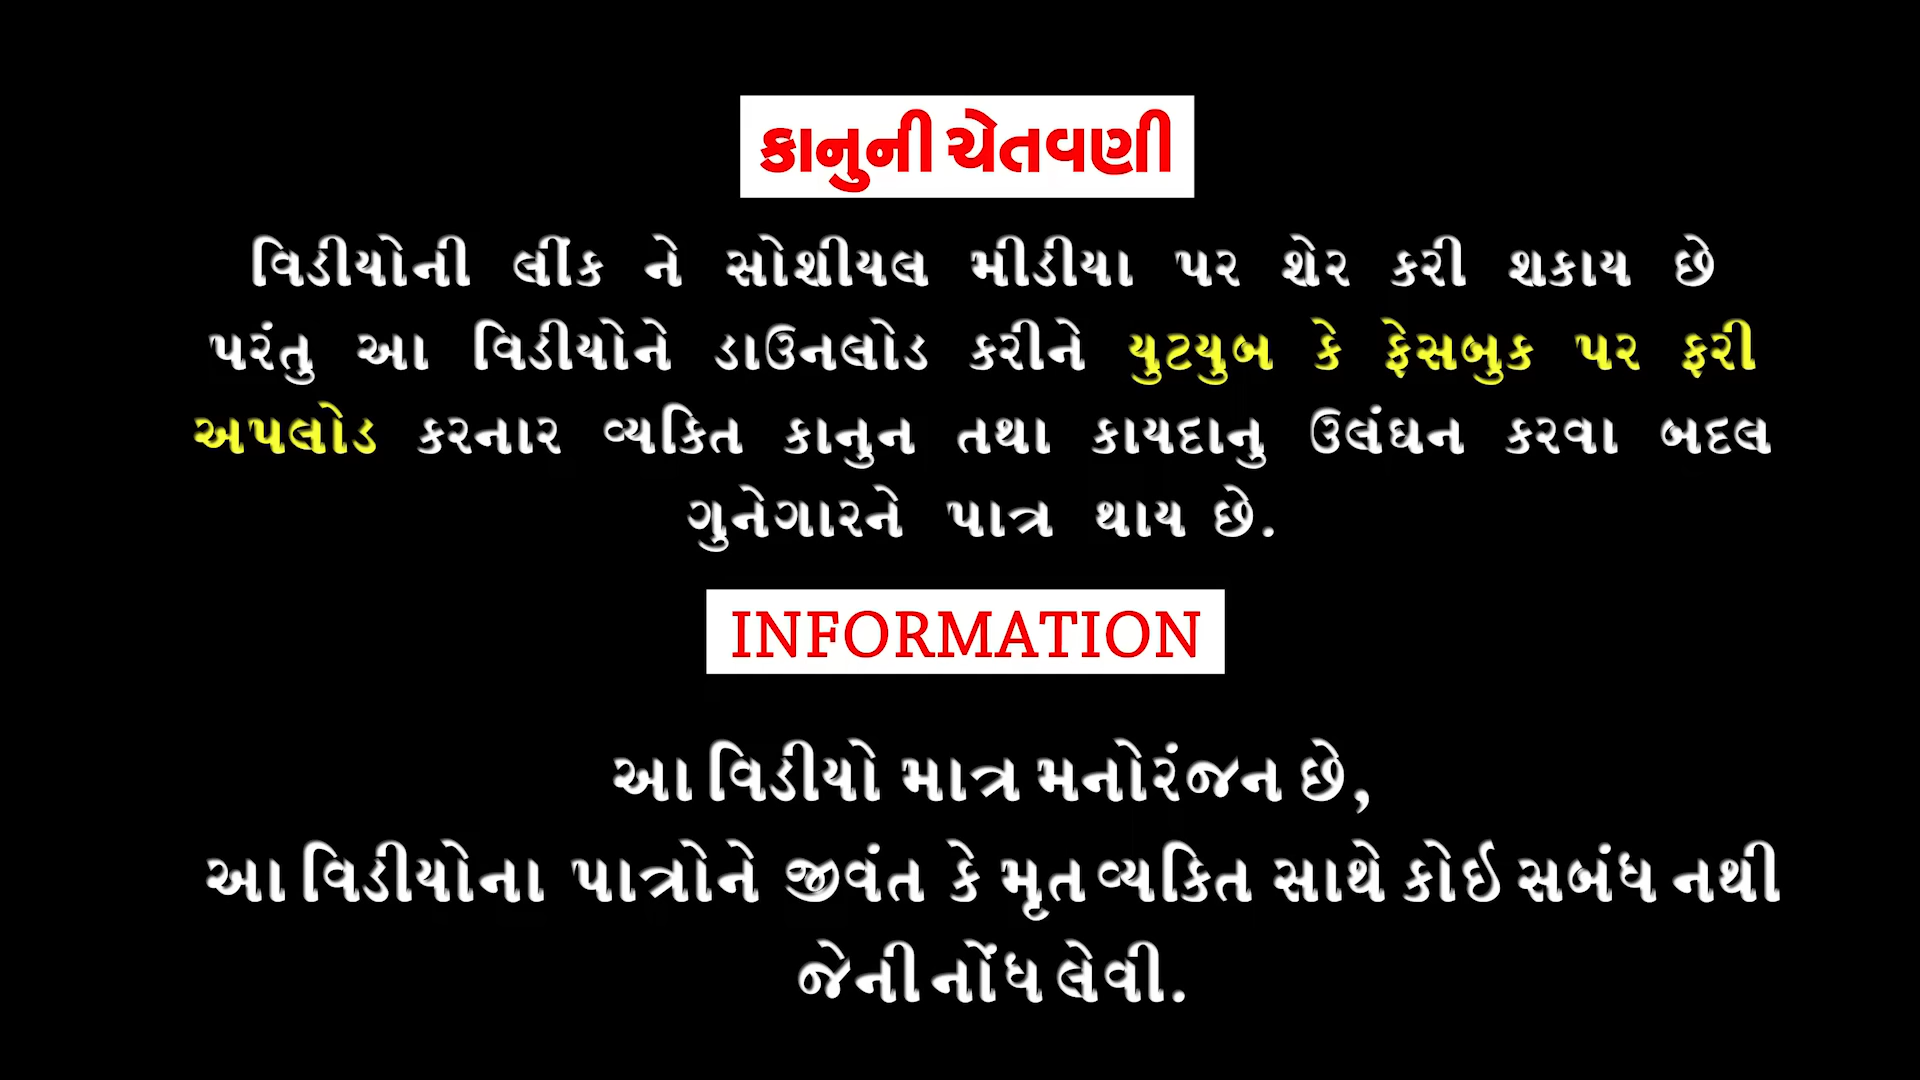 કાનુની ચેતવણી
વિડીયોની લીંક ને સોશીયલ મીડીયા પર શેર કરી શકાય છે
પરંતુ આ વિડીયોને ડાઉનલોડ કરીને યુટયુબ કે ફેસબુક પર ફરી
અપલોડ કરનાર વ્યકિત કાનુન તથા કાયદાનુ ઉલંઘન કરવા બદલ
ગુનેગારને પાત્ર થાય છે.
INFORMATION
આ વિડીયો માત્ર મનોરંજન છે,
આ વિડીયોના પાત્રોને જીવંત કે મૃત વ્યકિત સાથે કોઇ સબંધ નથી
જેની નોંધ લેવી.